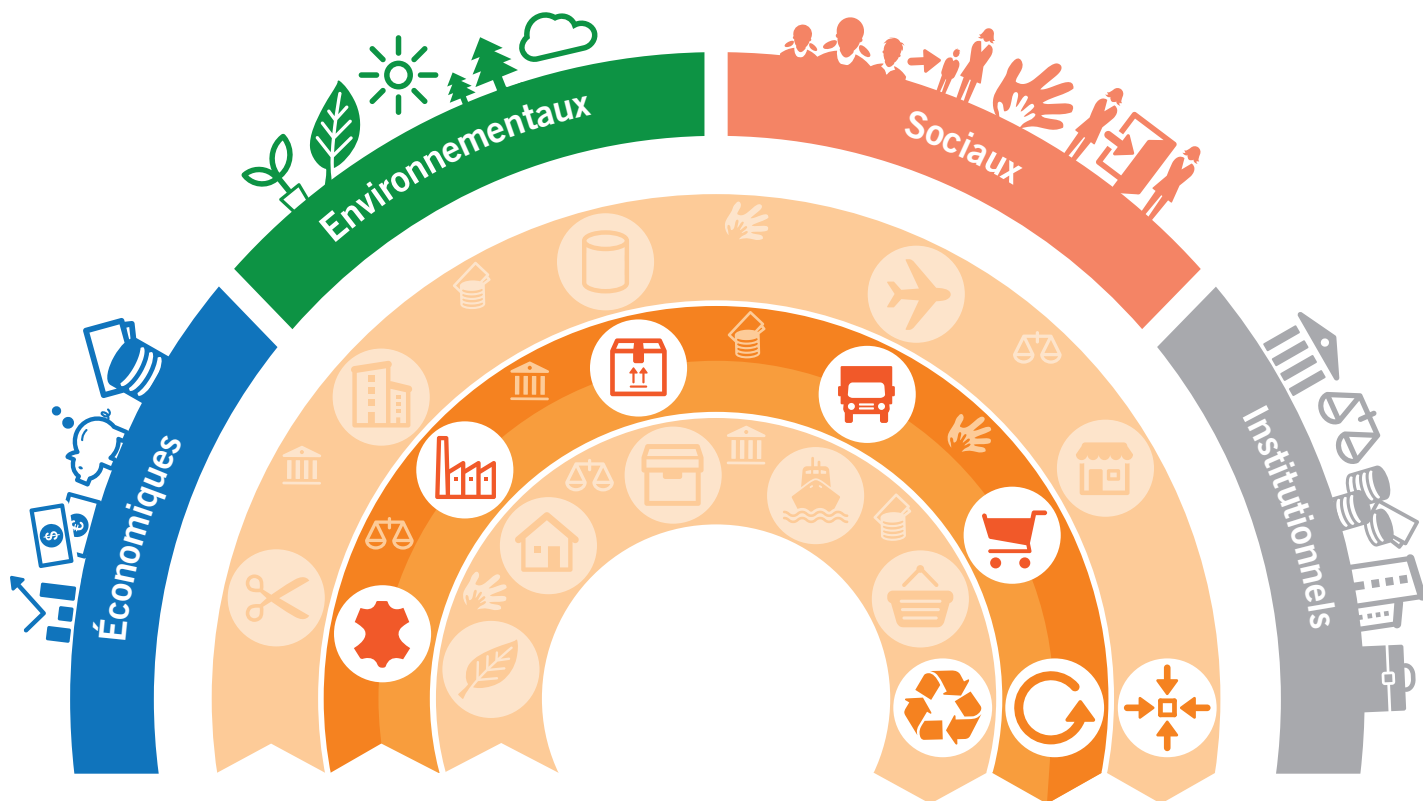 Économiques
Environnementaux
Sociaux
Institutionnels
$
€